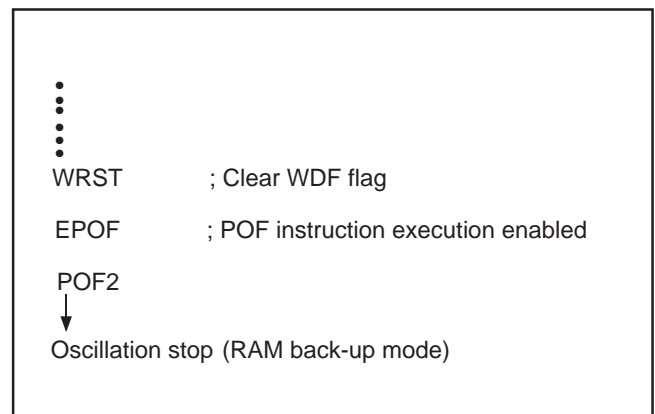 WRST ; Clear WDF flag
EPOF ; POF instruction execution enabled
POF2
Oscillation stop (RAM back-up mode)